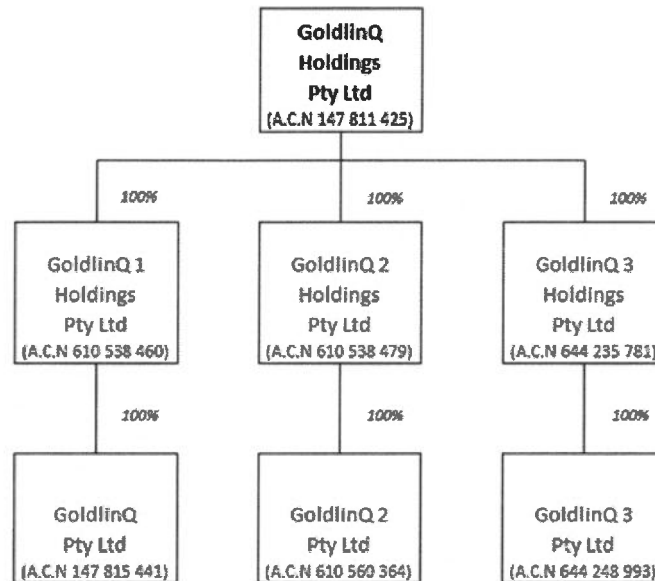 GoldlinQ
Holdings
Pty Ltd
(A.C.N 147 811 425)
100%
100%
100%
GoldlinQ 1
Holdings
Pty Ltd
(A.C.N 610 538 460)
GoldlinQ 2
Holdings
Pty Ltd
(A.C.N 610 538 479)
GoldlinQ 3
Holdings
Pty Ltd
(A.C.N 644 235 781)
100%
100%
100%
GoldlinQ
Pty Ltd
(A.C.N 147 815 441)
GoldlinQ 2
Pty Ltd
(A.C.N 610 560 364)
GoldlinQ 3
Pty Ltd
(A.C.N 644 248 993)